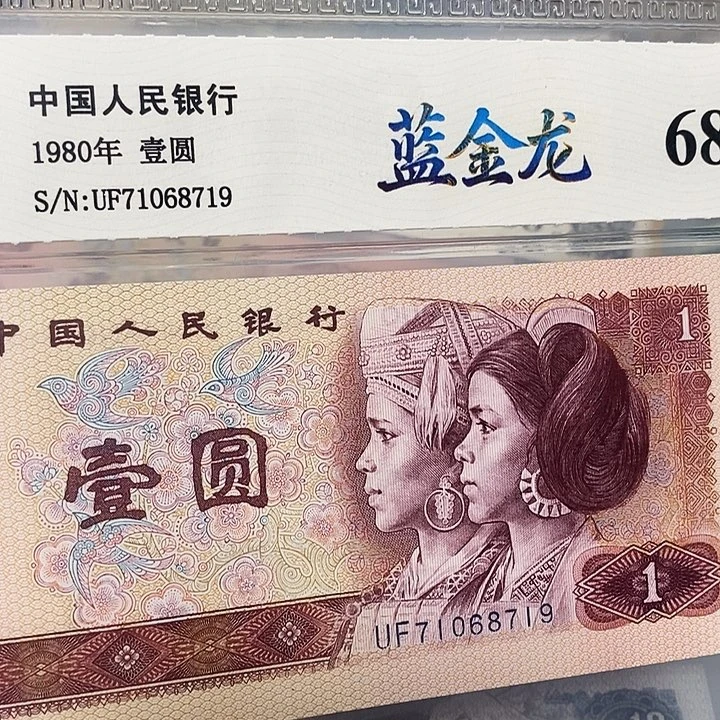 中国人民银行
1980年 壹圆
S/N:UF71068719
蓝金龙
68
中国人民银行
1
壹圆
1
UF71068719